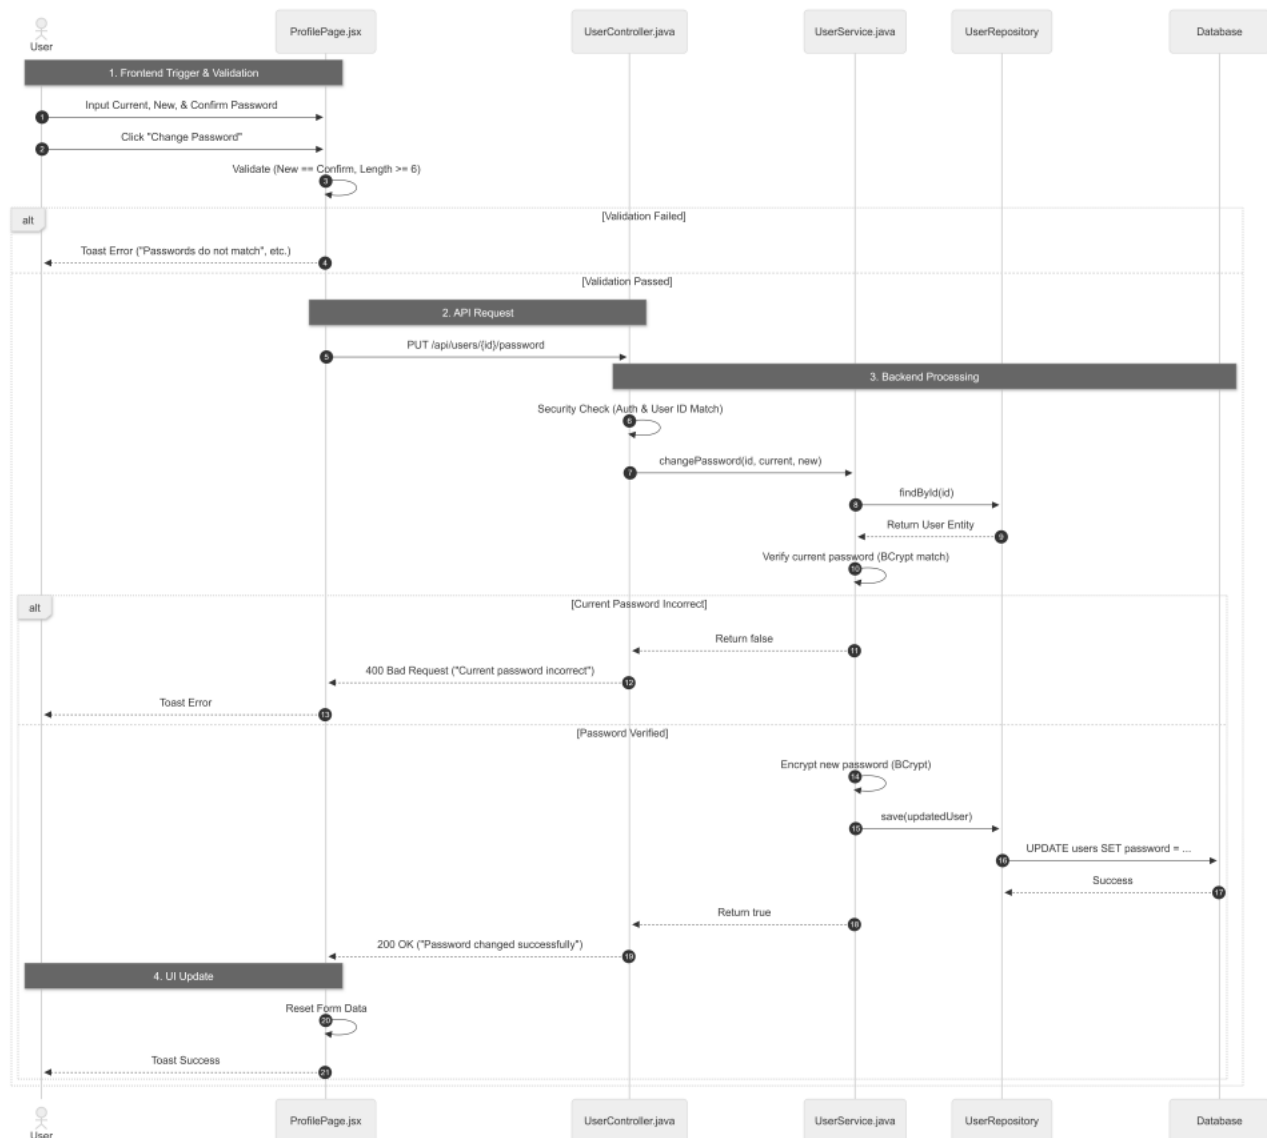 User
ProfilePage.jsx
UserController.java
UserService.java
UserRepository
Database
1. Frontend Trigger & Validation
Input Current, New, & Confirm Password
1
Click "Change Password"
2
Validate (New == Confirm, Length >= 6)
3
alt
[Validation Failed]
Toast Error ("Passwords do not match", etc.)
4
[Validation Passed]
2. API Request
PUT /api/users/{id}/password
5
3. Backend Processing
Security Check (Auth & User ID Match)
6
changePassword(id, current, new)
7
findById(id)
8
Return User Entity
9
Verify current password (BCrypt match)
10
alt
[Current Password Incorrect]
Return false
11
400 Bad Request ("Current password incorrect")
12
Toast Error
13
[Password Verified]
Encrypt new password (BCrypt)
14
save(updatedUser)
15
UPDATE users SET password = ...
16
Success
17
Return true
18
200 OK ("Password changed successfully")
19
4. UI Update
Reset Form Data
20
Toast Success
21
User
ProfilePage.jsx
UserController.java
UserService.java
UserRepository
Database